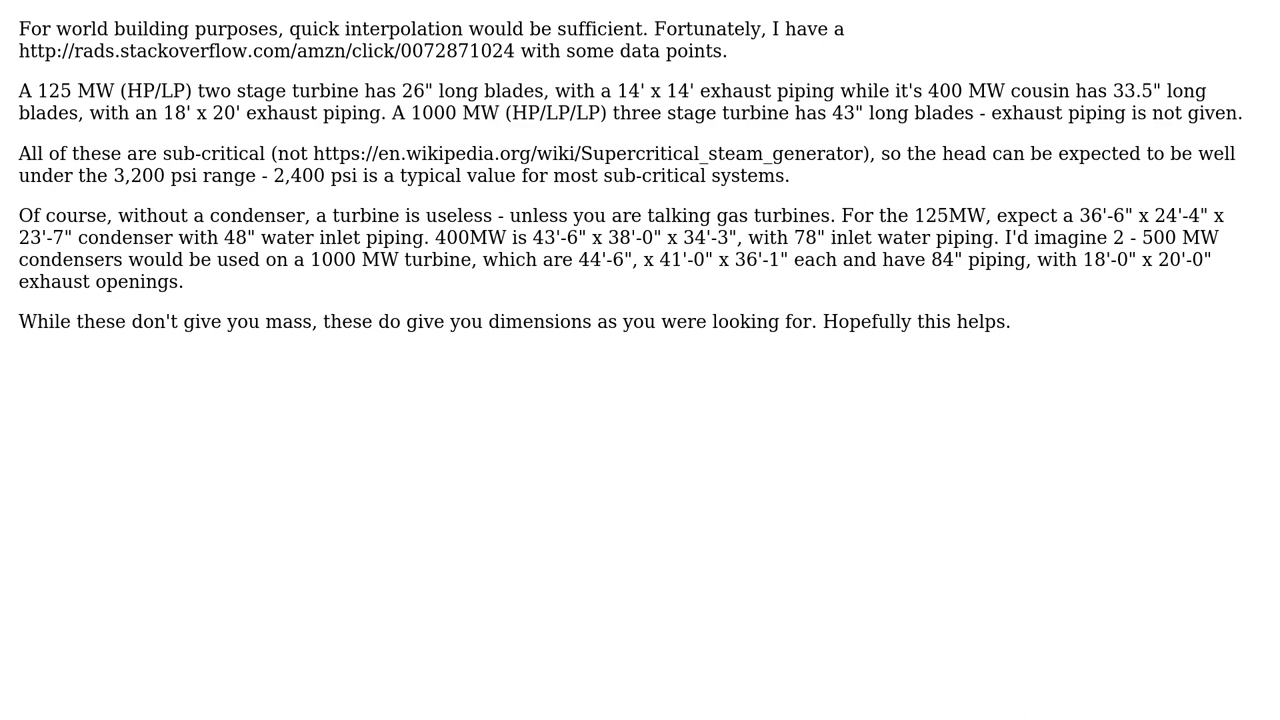 For world building purposes, quick interpolation would be sufficient. Fortunately, I have a
http://rads.stackoverflow.com/amzn/click/0072871024 with some data points.
A 125 MW (HP/LP) two stage turbine has 26" long blades, with a 14' x 14' exhaust piping while it's 400 MW cousin has 33.5" long
blades, with an 18' x 20' exhaust piping. A 1000 MW (HP/LP/LP) three stage turbine has 43" long blades - exhaust piping is not given.
All of these are sub-critical (not https://en.wikipedia.org/wiki/Supercritical_steam_generator), so the head can be expected to be well
under the 3,200 psi range - 2,400 psi is a typical value for most sub-critical systems.
Of course, without a condenser, a turbine is useless - unless you are talking gas turbines. For the 125MW, expect a 36'-6" x 24'-4" x
23'-7" condenser with 48" water inlet piping. 400MW is 43'-6" x 38'-0" x 34'-3", with 78" inlet water piping. I'd imagine 2 - 500 MW
condensers would be used on a 1000 MW turbine, which are 44'-6", x 41'-0" x 36'-1" each and have 84" piping, with 18'-0" x 20'-0"
exhaust openings.
While these don't give you mass, these do give you dimensions as you were looking for. Hopefully this helps.